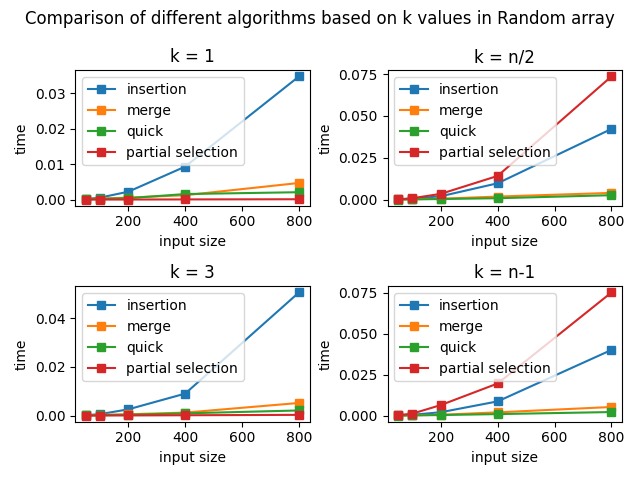 Comparison of different algorithms based on k values in Random array
k = 1
time
0.03
0.02
0.01
0.00
insertion
merge
quick
partial selection
200 400 600 800
input size
k = n/2
time
0.075
0.050
0.025
0.000
insertion
merge
quick
partial selection
200 400 600 800
input size
k = 3
time
0.04
0.02
0.00
insertion
merge
quick
partial selection
200 400 600 800
input size
k = n-1
time
0.075
0.050
0.025
0.000
insertion
merge
quick
partial selection
200 400 600 800
input size